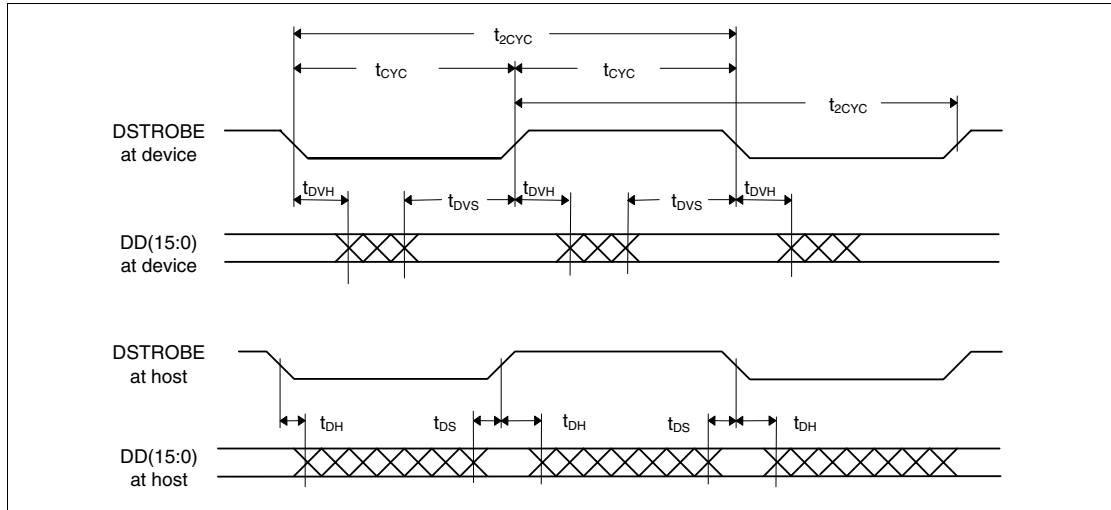 t2CYC
tCYC tCYC
t2CYC
DSTROBE
at device
tDVH tDVS tDVH tDVS tDVH
DD(15:0)
at device
DSTROBE
at host
tDH tDS tDH tDS tDH
DD(15:0)
at host